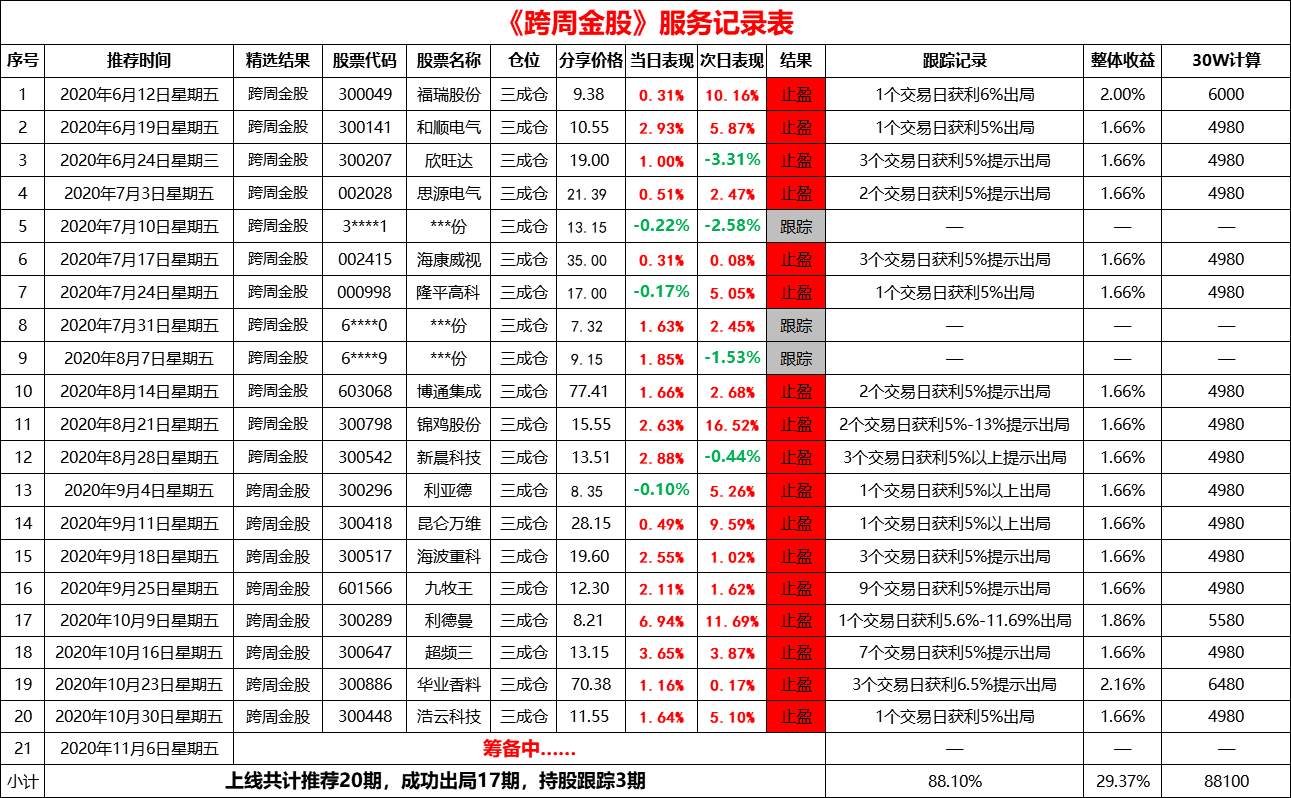 《跨周金股》服务记录表
序号 推荐时间 精选结果 股票代码 股票名称 仓位 分享价格 当日表现 次日表现 结果 跟踪记录 整体收益 30W计算
1 2020年6月12日星期五 跨周金股 300049 福瑞股份 三成仓 9.38 0.31% 10.16% 止盈 1个交易日获利6%出局 2.00% 6000
2 2020年6月19日星期五 跨周金股 300141 和顺电气 三成仓 10.55 2.93% 5.87% 止盈 1个交易日获利5%出局 1.66% 4980
3 2020年6月24日星期三 跨周金股 300207 欣旺达 三成仓 19.00 1.00% -3.31% 止盈 3个交易日获利5%提示出局 1.66% 4980
4 2020年7月3日星期五 跨周金股 002028 思源电气 三成仓 21.39 0.51% 2.47% 止盈 2个交易日获利5%提示出局 1.66% 4980
5 2020年7月10日星期五 跨周金股 3****1 ***份 三成仓 13.15 -0.22% -2.58% 跟踪 — — —
6 2020年7月17日星期五 跨周金股 002415 海康威视 三成仓 35.00 0.31% 0.08% 止盈 3个交易日获利5%提示出局 1.66% 4980
7 2020年7月24日星期五 跨周金股 000998 隆平高科 三成仓 17.00 -0.17% 5.05% 止盈 1个交易日获利5%出局 1.66% 4980
8 2020年7月31日星期五 跨周金股 6****0 ***份 三成仓 7.32 1.63% 2.45% 跟踪 — — —
9 2020年8月7日星期五 跨周金股 6****9 ***份 三成仓 9.15 1.85% -1.53% 跟踪 — — —
10 2020年8月14日星期五 跨周金股 603068 博通集成 三成仓 77.41 1.66% 2.68% 止盈 2个交易日获利5%提示出局 1.66% 4980
11 2020年8月21日星期五 跨周金股 300798 锦鸡股份 三成仓 15.55 2.63% 16.52% 止盈 2个交易日获利5%-13%提示出局 1.66% 4980
12 2020年8月28日星期五 跨周金股 300542 新晨科技 三成仓 13.51 2.88% -0.44% 止盈 3个交易日获利5%以上提示出局 1.66% 4980
13 2020年9月4日星期五 跨周金股 300296 利亚德 三成仓 8.35 -0.10% 5.26% 止盈 1个交易日获利5%以上出局 1.66% 4980
14 2020年9月11日星期五 跨周金股 300418 昆仑万维 三成仓 28.15 0.49% 9.59% 止盈 1个交易日获利5%以上出局 1.66% 4980
15 2020年9月18日星期五 跨周金股 300517 海波重科 三成仓 19.60 2.55% 1.02% 止盈 3个交易日获利5%提示出局 1.66% 4980
16 2020年9月25日星期五 跨周金股 601566 九牧王 三成仓 12.30 2.11% 1.62% 止盈 9个交易日获利5%提示出局 1.66% 4980
17 2020年10月9日星期五 跨周金股 300289 利德曼 三成仓 8.21 6.94% 11.69% 止盈 1个交易日获利5.6%-11.69%出局 1.86% 5580
18 2020年10月16日星期五 跨周金股 300647 超频三 三成仓 13.15 3.65% 3.87% 止盈 7个交易日获利5%提示出局 1.66% 4980
19 2020年10月23日星期五 跨周金股 300886 华业香料 三成仓 70.38 1.16% 0.17% 止盈 3个交易日获利6.5%提示出局 2.16% 6480
20 2020年10月30日星期五 跨周金股 300448 浩云科技 三成仓 11.55 1.64% 5.10% 止盈 1个交易日获利5%出局 1.66% 4980
21 2020年11月6日星期五 筹备中…… — — —
小计 上线共计推荐20期，成功出局17期，持股跟踪3期 88.10% 29.37% 88100